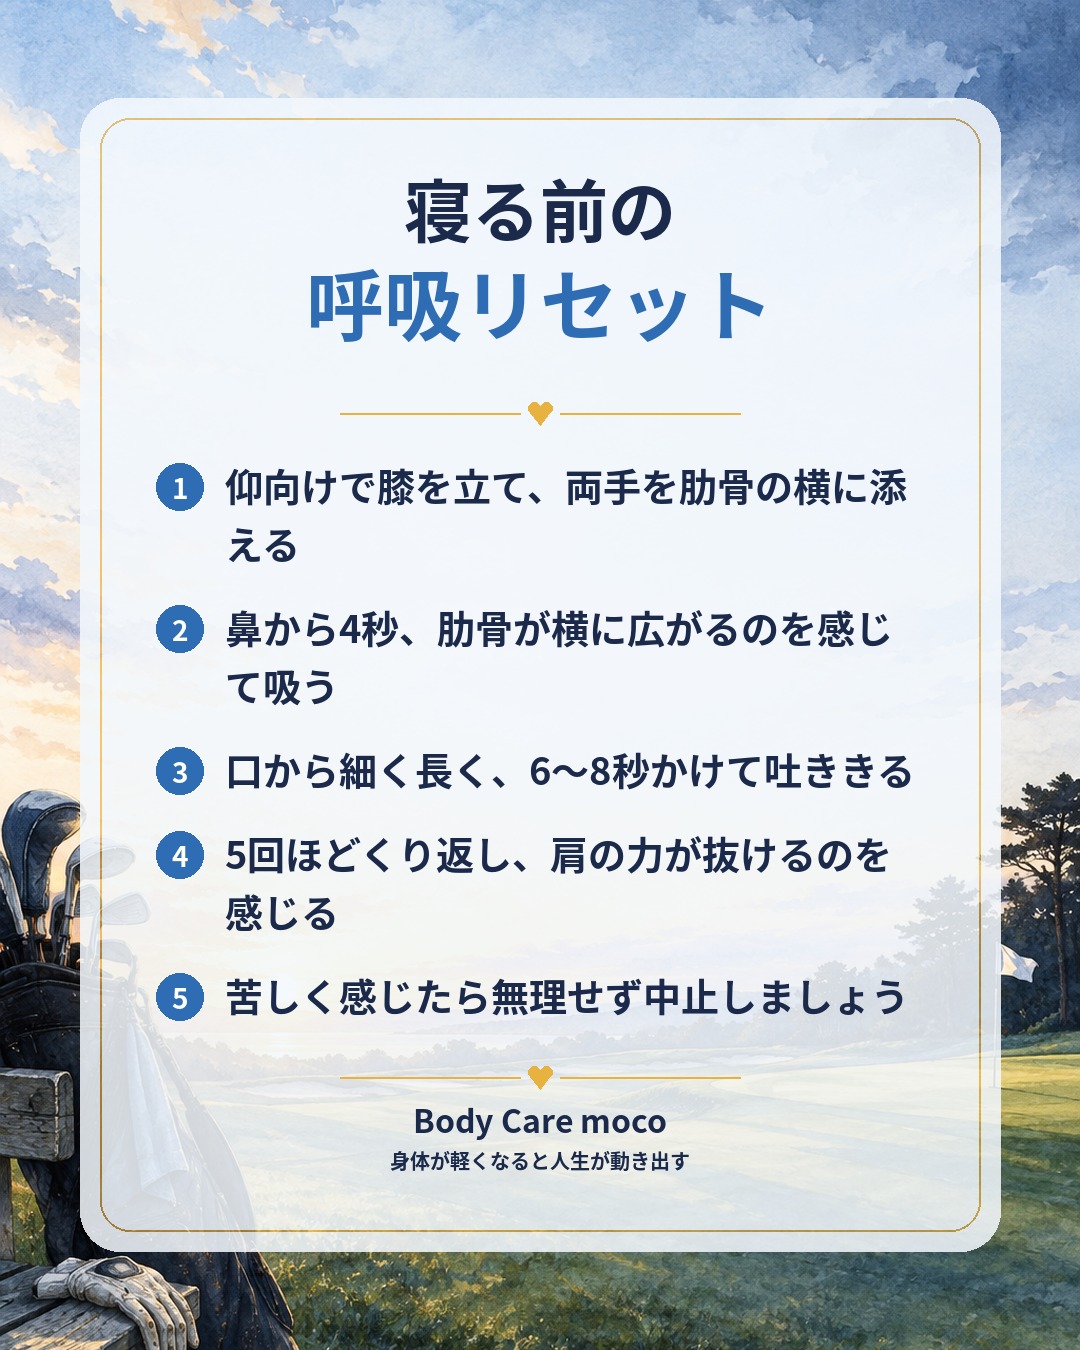 寝る前の
呼吸リセット
1 仰向けで膝を立て、両手を肋骨の横に添
える
2 鼻から4秒、肋骨が横に広がるのを感じ
て吸う
3 口から細く長く、6〜8秒かけて吐ききる
4 5回ほどくり返し、肩の力が抜けるのを
感じる
5 苦しく感じたら無理せず中止しましょう
Body Care moco
身体が軽くなると人生が動き出す